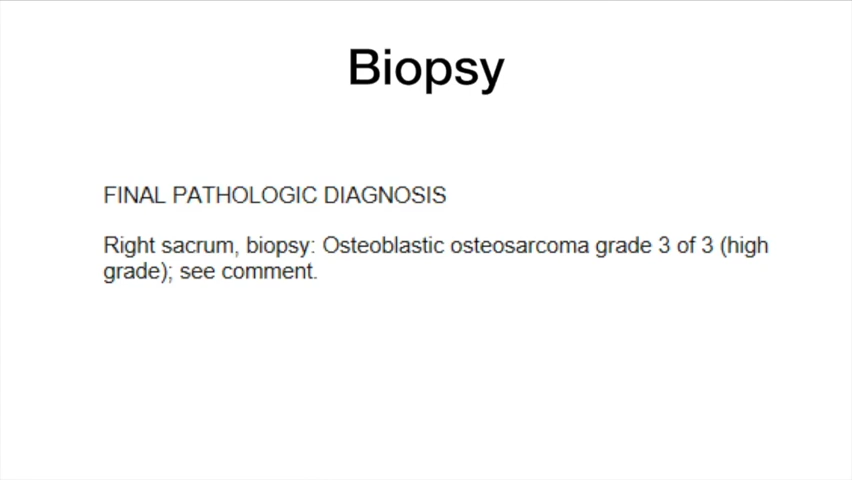 Biopsy
FINAL PATHOLOGIC DIAGNOSIS
Right sacrum, biopsy: Osteoblastic osteosarcoma grade 3 of 3 (high
grade); see comment.